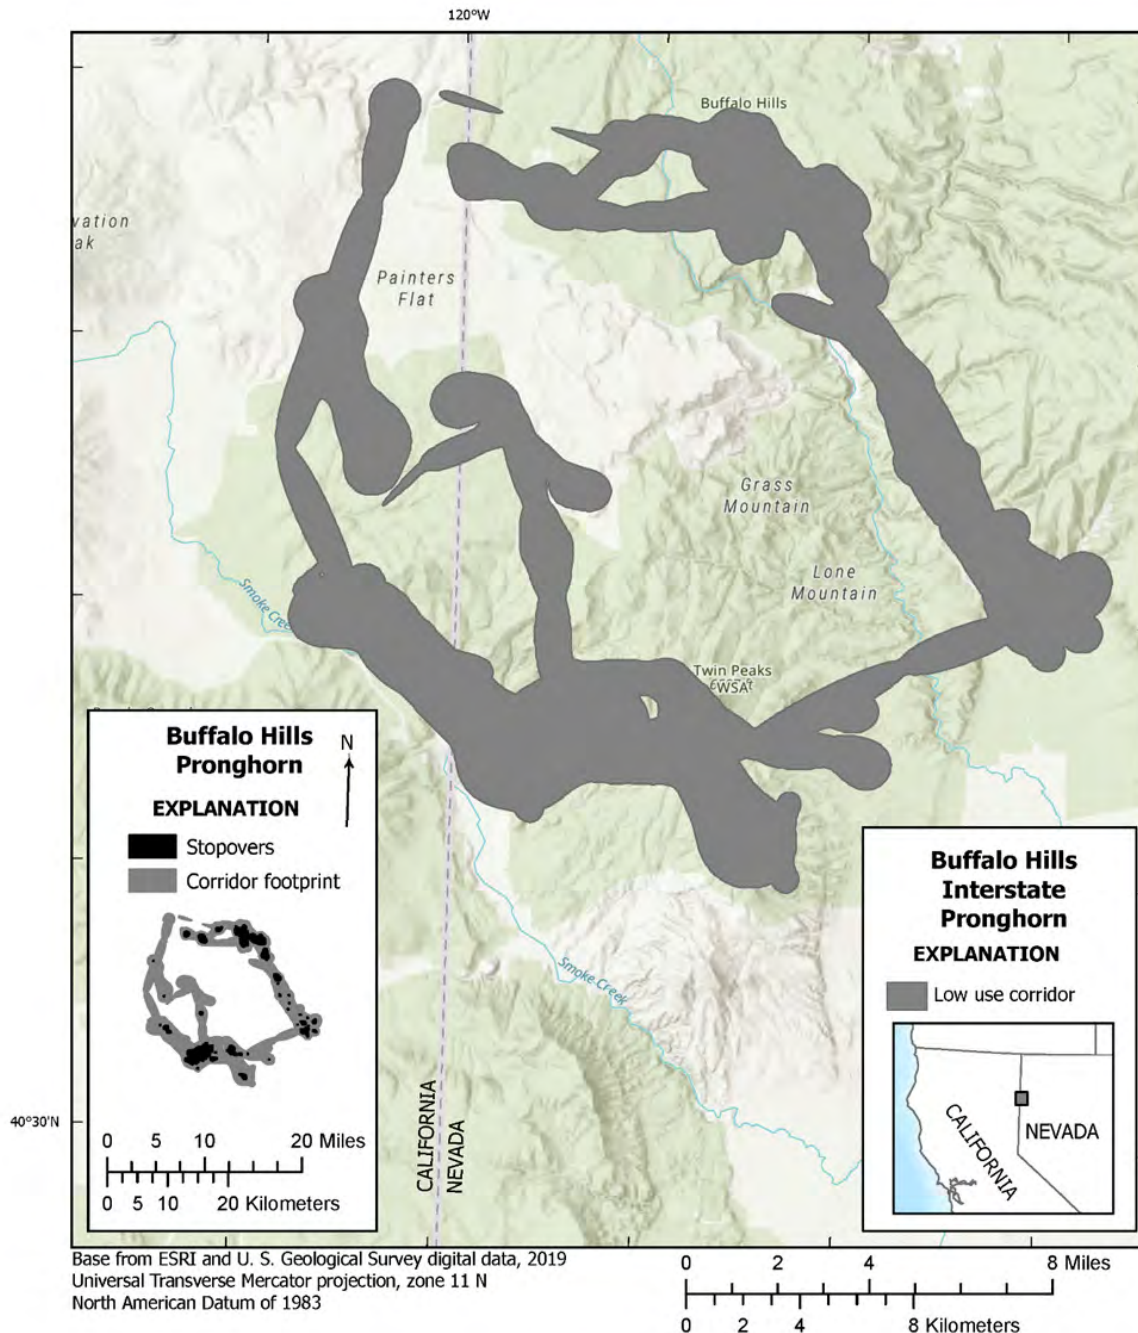 120°W
Buffalo Hills
vation
ak
Painters
Flat
Grass
Mountain
Lone
Mountain
Smoke Creek
Twin Peaks
WSA
Buffalo Hills
Pronghorn
N
EXPLANATION
Stopovers
Corridor footprint
0 5 10 20 Miles
0 5 10 20 Kilometers
Smoke Creek
CALIFORNIA
NEVADA
40°30'N
Buffalo Hills
Interstate
Pronghorn
EXPLANATION
Low use corridor
CALIFORNIA
NEVADA
Base from ESRI and U. S. Geological Survey digital data, 2019
Universal Transverse Mercator projection, zone 11 N
North American Datum of 1983
0 2 4 8 Miles
0 2 4 8 Kilometers